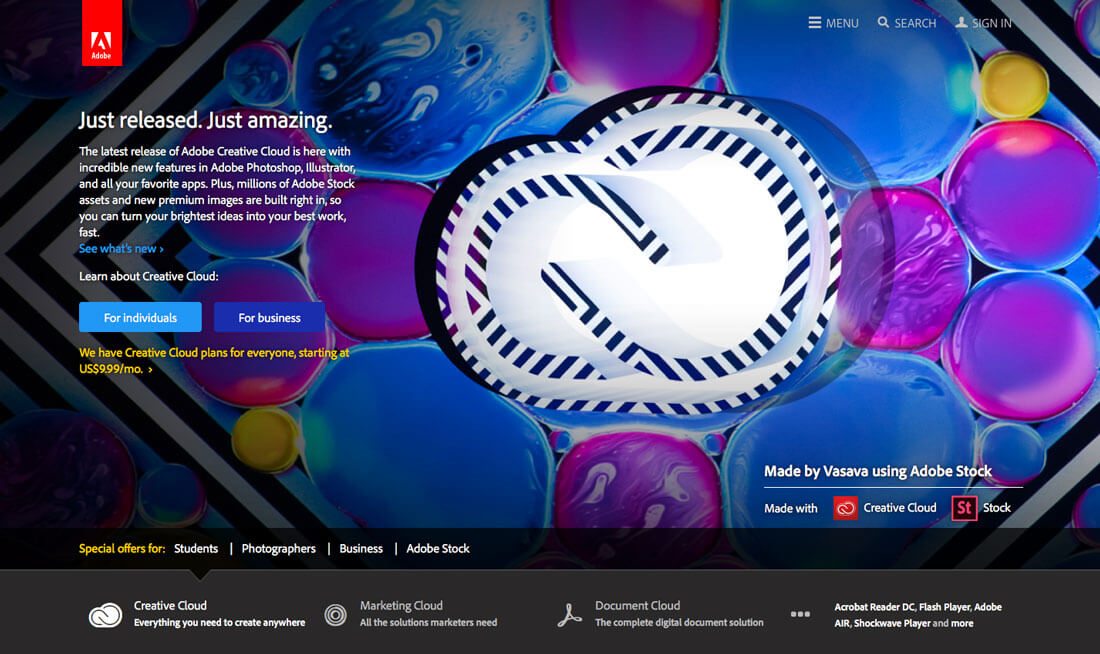 Adobe
MENU
SEARCH
SIGN IN
Just released. Just amazing.
The latest release of Adobe Creative Cloud is here with
incredible new features in Adobe Photoshop, Illustrator,
and all your favorite apps. Plus, millions of Adobe Stock
assets and new premium images are built right in, so
you can turn your brightest ideas into your best work,
fast.
See what's new ›
Learn about Creative Cloud:
For individuals
For business
We have Creative Cloud plans for everyone, starting at
US$9.99/mo. ›
Made by Vasava using Adobe Stock
Made with
Creative Cloud
St
Stock
Special offers for: Students | Photographers | Business | Adobe Stock
Creative Cloud
Everything you need to create anywhere
Marketing Cloud
All the solutions marketers need
Document Cloud
The complete digital document solution
Acrobat Reader DC, Flash Player, Adobe
AIR, Shockwave Player and more